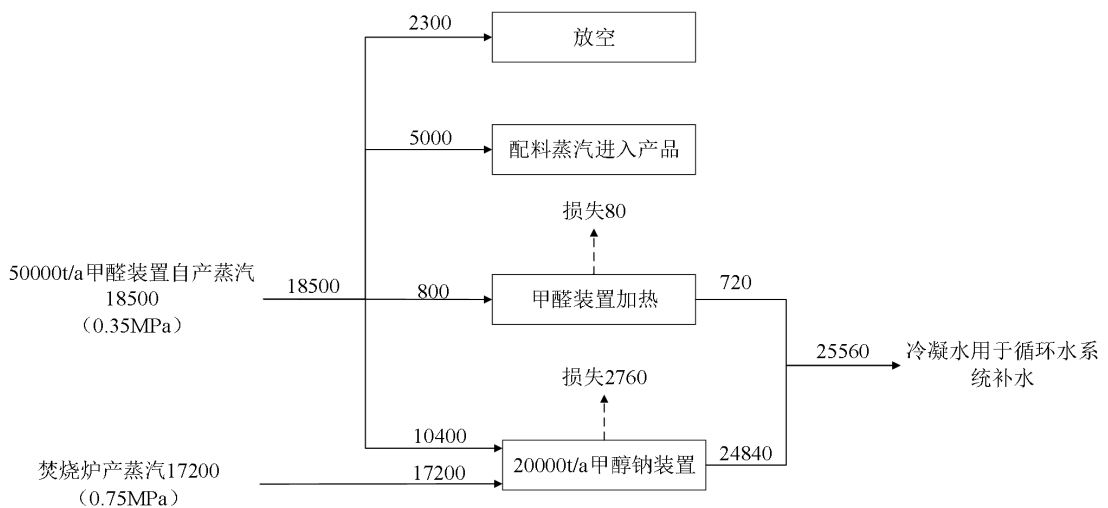 2300
放空
5000
配料蒸汽进入产品
损失80
50000t/a甲醛装置自产蒸汽
18500
（0.35MPa）
18500
800
甲醛装置加热
720
25560
冷凝水用于循环水系
统补水
损失2760
10400
20000t/a甲醇钠装置
24840
焚烧炉产蒸汽17200
（0.75MPa）
17200